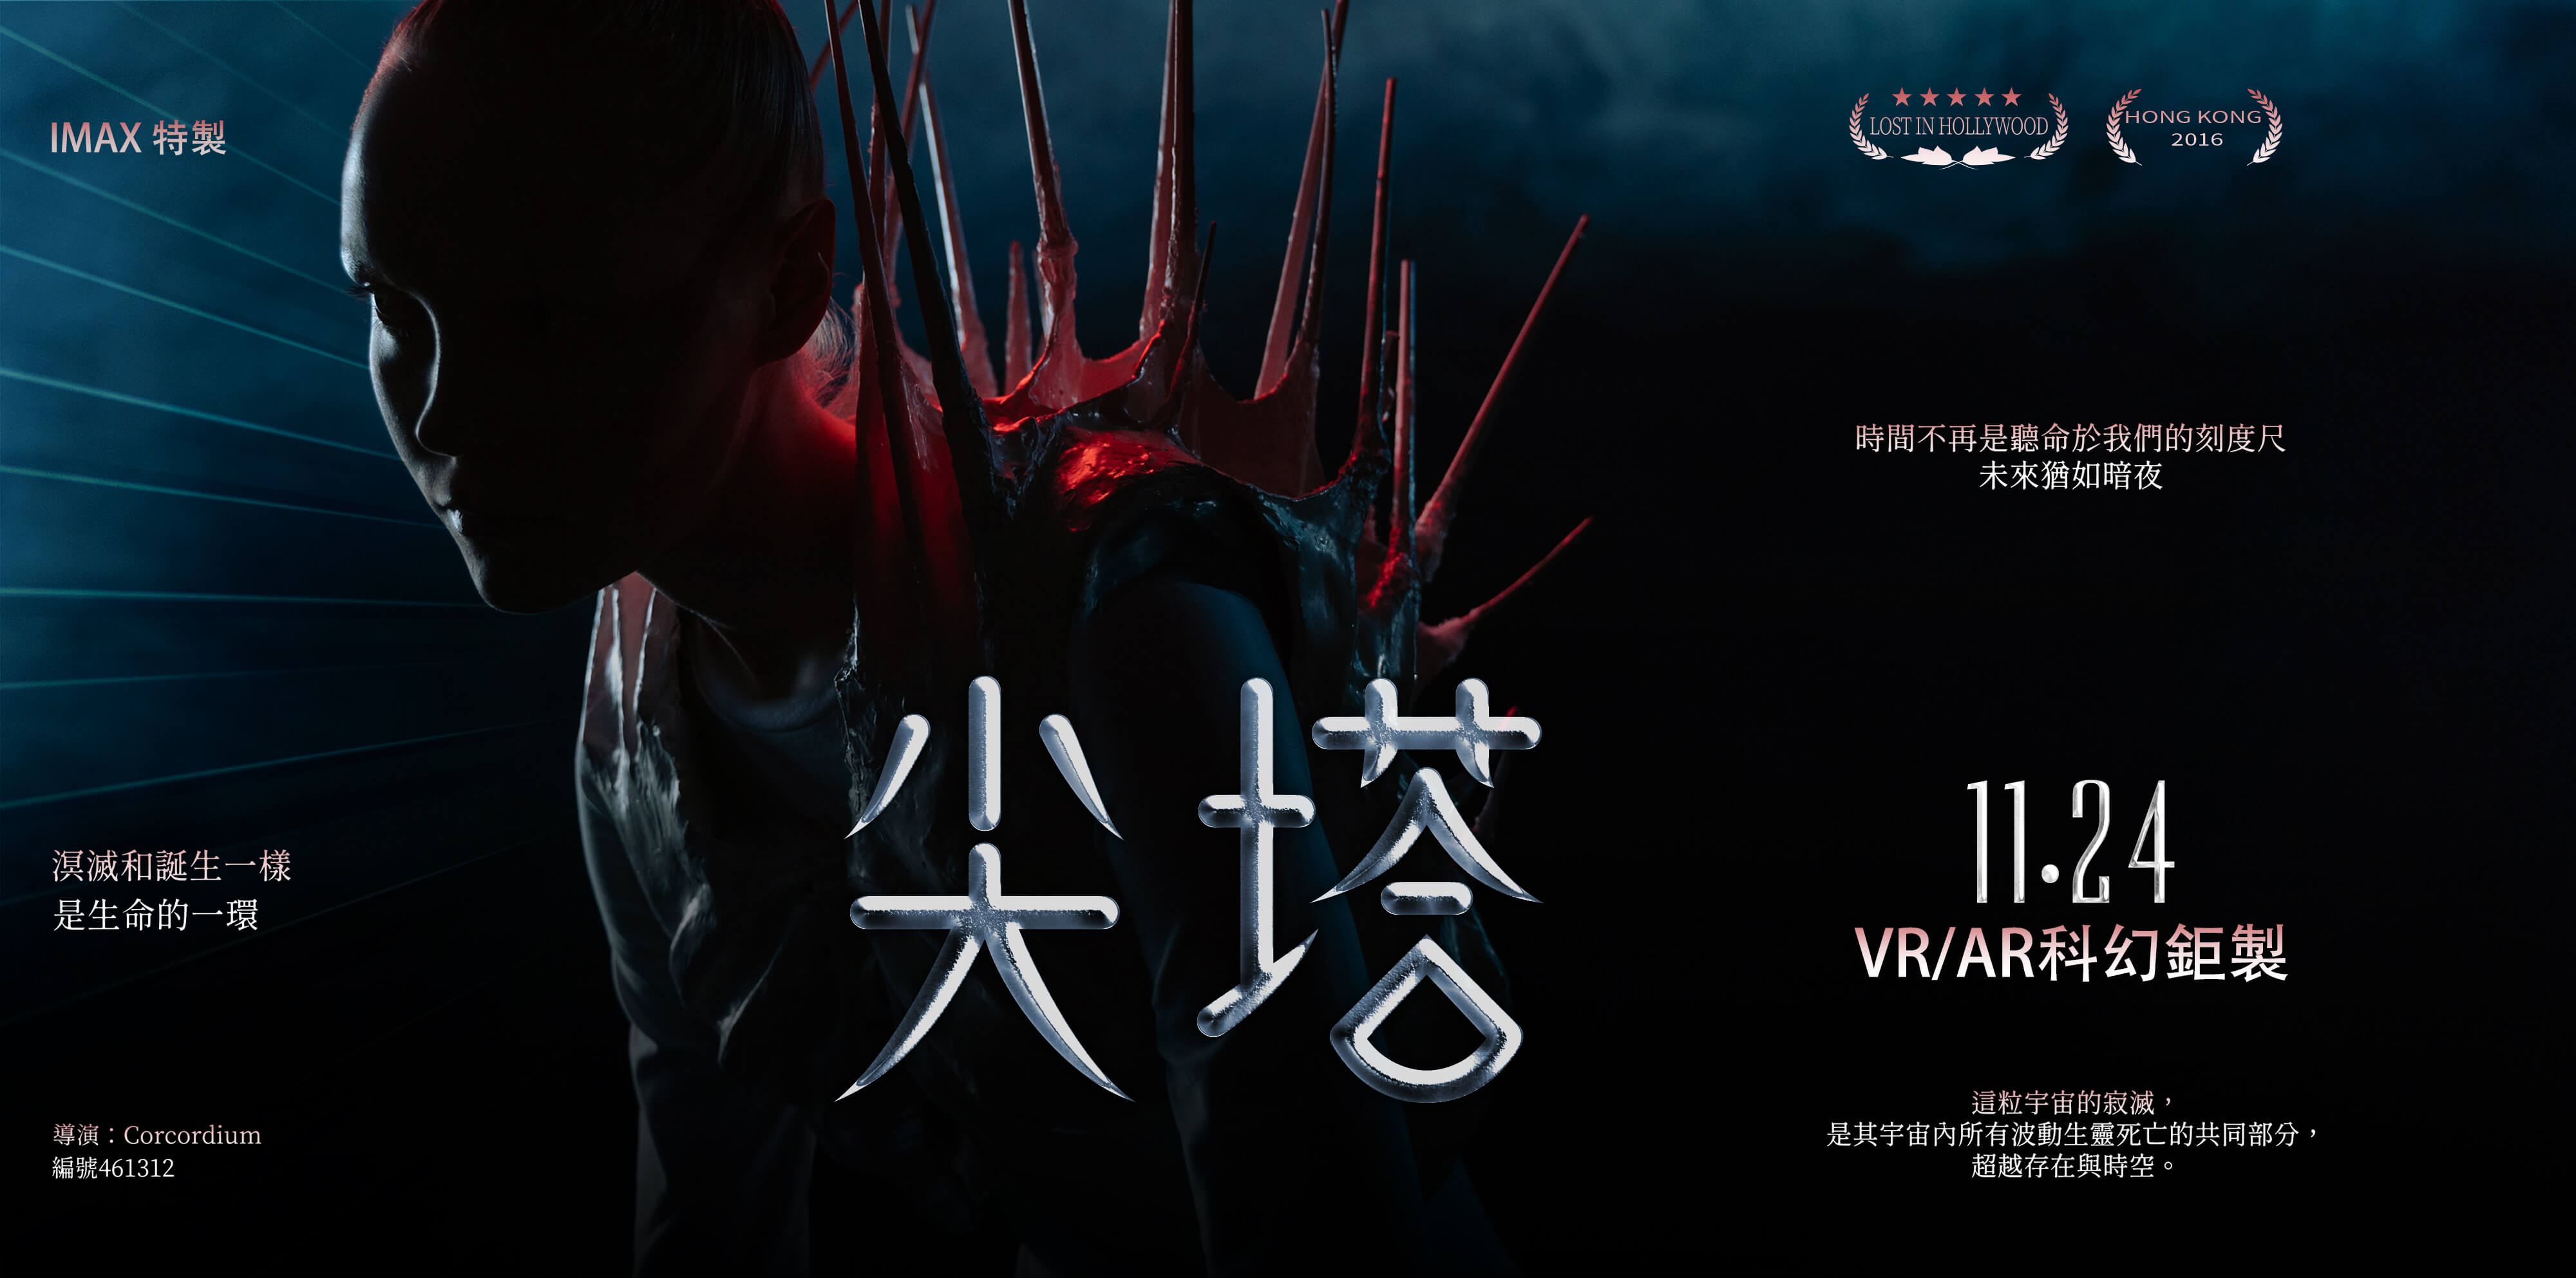 IMAX 特製
LOST IN HOLLYWOOD
HONG KONG
2016
時間不再是聽命於我們的刻度尺
未來猶如暗夜
尖塔
溟滅和誕生一樣
是生命的一環
11.24
VR/AR科幻鉅製
導演：Corcordium
編號461312
這粒宇宙的寂滅，
是其宇宙內所有波動生靈死亡的共同部分，
超越存在與時空。